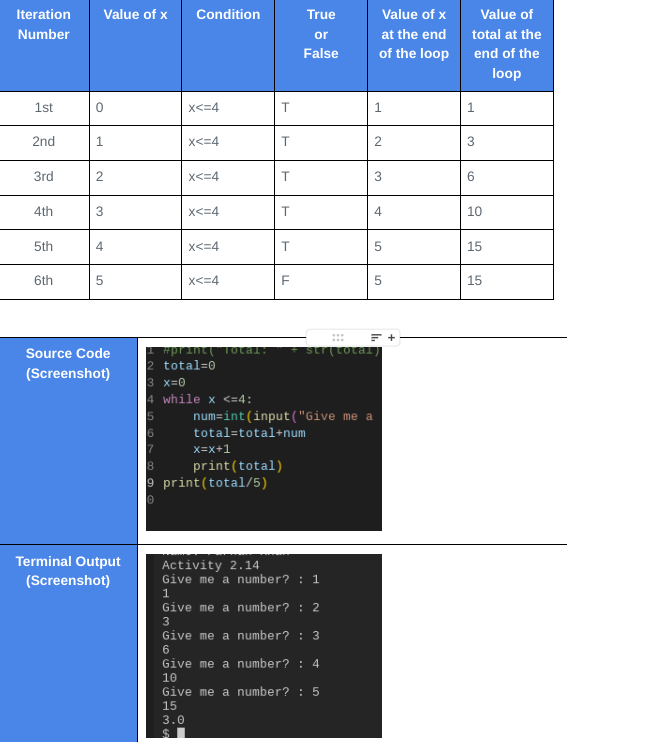 Iteration Number Value of x Condition True or False Value of x at the end of the loop Value of total at the end of the loop
1st 0 x<=4 T 1 1
2nd 1 x<=4 T 2 3
3rd 2 x<=4 T 3 6
4th 3 x<=4 T 4 10
5th 4 x<=4 T 5 15
6th 5 x<=4 F 5 15
Source Code
(Screenshot)
1 #print("Total: " + str(total)
2 total=0
3 x=0
4 while x <=4:
5 num=int(input("Give me a
6 total=total+num
7 x=x+1
8 print(total)
9 print(total/5)
0
Terminal Output
(Screenshot)
Activity 2.14
Give me a number? : 1
1
Give me a number? : 2
3
Give me a number? : 3
6
Give me a number? : 4
10
Give me a number? : 5
15
3.0
$